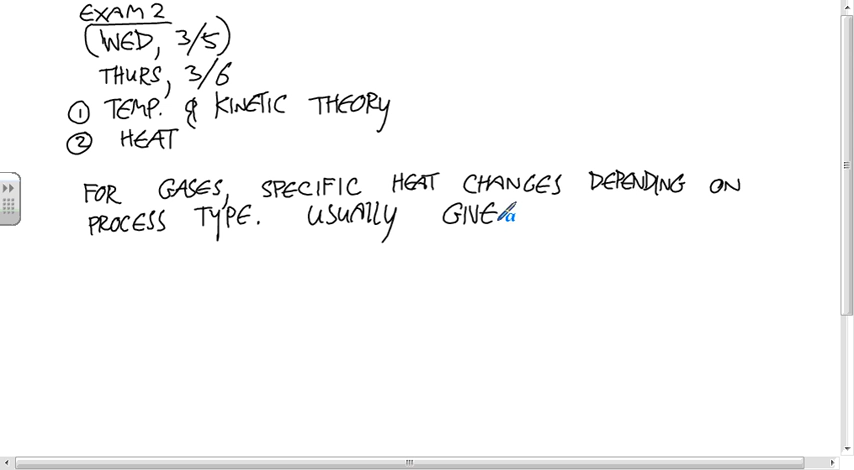 EXAM 2
(WED, 3/5)
THURS, 3/6
① TEMP. & KINETIC THEORY
② HEAT
FOR GASES, SPECIFIC HEAT CHANGES DEPENDING ON
PROCESS TYPE. USUALLY GIVE